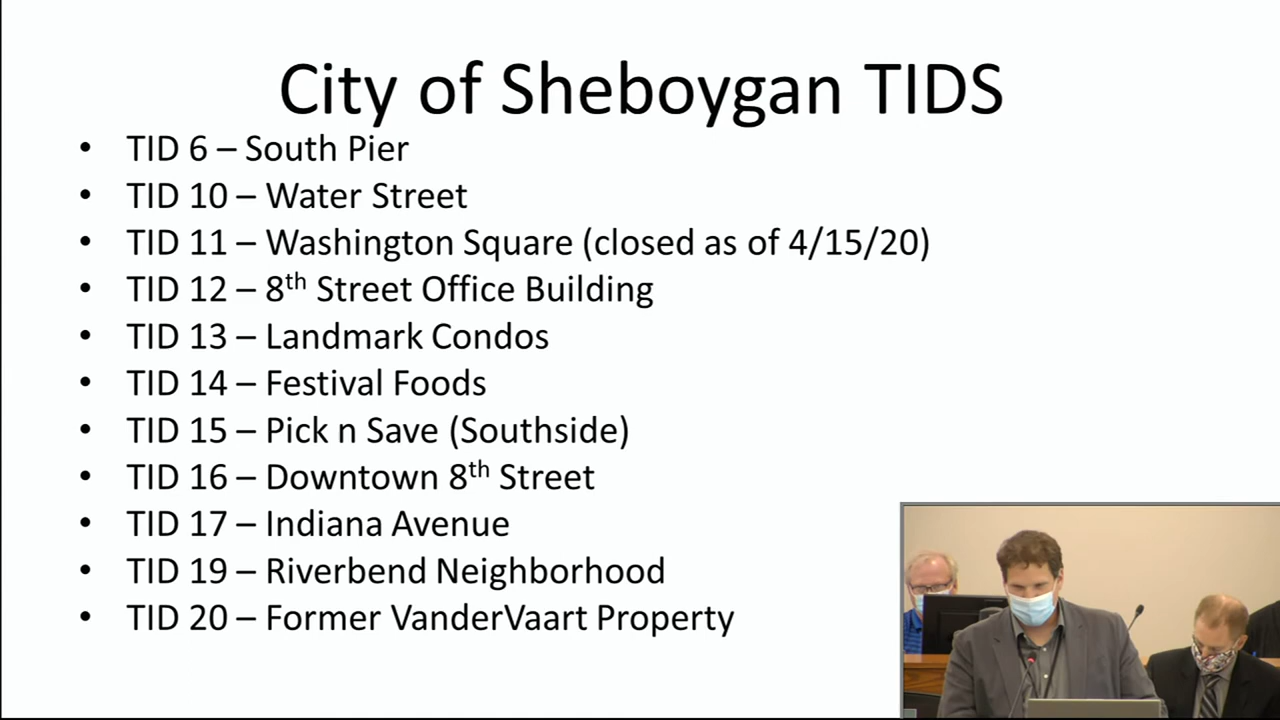 City of Sheboygan TIDS
• TID 6 – South Pier
• TID 10 – Water Street
• TID 11 – Washington Square (closed as of 4/15/20)
• TID 12 – 8th Street Office Building
• TID 13 – Landmark Condos
• TID 14 – Festival Foods
• TID 15 – Pick n Save (Southside)
• TID 16 – Downtown 8th Street
• TID 17 – Indiana Avenue
• TID 19 – Riverbend Neighborhood
• TID 20 – Former VanderVaart Property